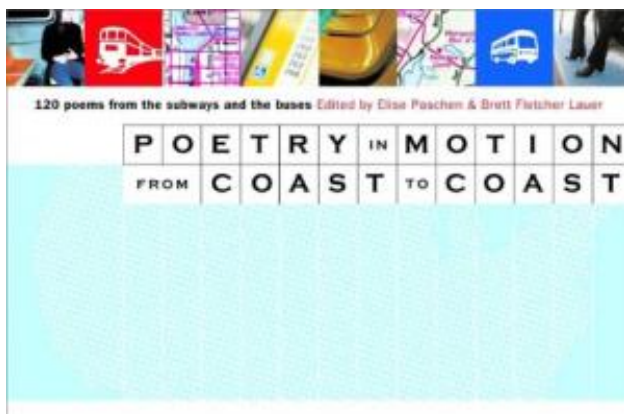 120 poems from the subways and the buses Edited by Elise Paschen & Brett Fletcher Lauer
POETRY IN MOTION
FROM COAST TO COAST